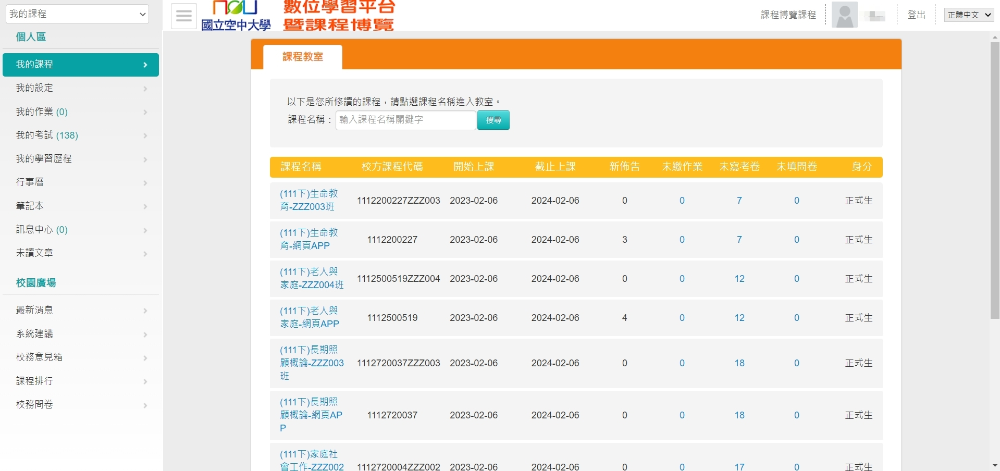 我的課程
個人區
我的課程
我的設定
我的作業 (0)
我的考試 (138)
我的學習歷程
行事曆
筆記本
訊息中心 (0)
未讀文章
校園廣場
最新消息
系統建議
校務意見箱
課程排行
校務問卷
nou
國立空中大學
數位學習平台
暨課程博覽
課程博覽課程
登出
正體中文
課程教室
以下是您所修讀的課程，請點選課程名稱進入教室。
課程名稱： 輸入課程名稱關鍵字 搜尋
課程名稱 校方課程代碼 開始上課 截止上課 新佈告 未繳作業 未寫考卷 未填問卷 身分
(111下)生命教
育-ZZZ003班 1112200227ZZZ003 2023-02-06 2024-02-06 0 0 7 0 正式生
(111下)生命教
育-網頁APP 1112200227 2023-02-06 2024-02-06 3 0 7 0 正式生
(111下)老人與
家庭-ZZZ004班 1112500519ZZZ004 2023-02-06 2024-02-06 0 0 12 0 正式生
(111下)老人與
家庭-網頁APP 1112500519 2023-02-06 2024-02-06 4 0 12 0 正式生
(111下)長期照
顧概論-ZZZ003
班 1112720037ZZZ003 2023-02-06 2024-02-06 0 0 18 0 正式生
(111下)長期照
顧概論-網頁AP
P 1112720037 2023-02-06 2024-02-06 0 0 18 0 正式生
(111下)家庭社
會工作-ZZZ002 1112720004ZZZ002 2023-02-06 2024-02-06 0 0 17 0 正式生